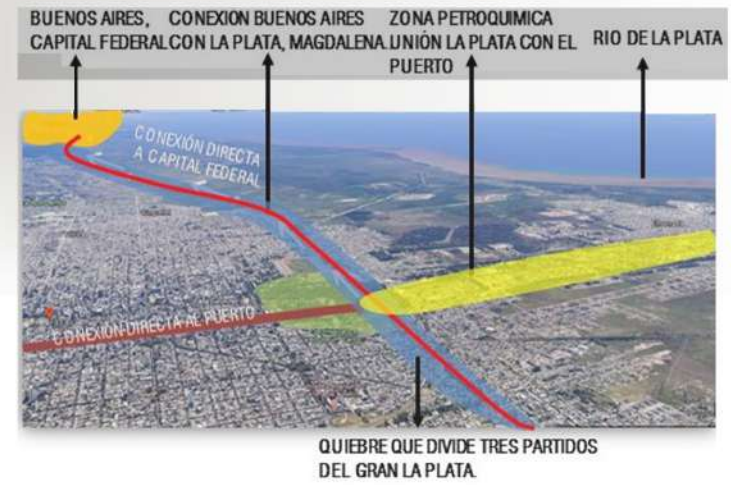 BUENOS AIRES,
CAPITAL FEDERAL
CONEXION BUENOS AIRES
CON LA PLATA, MAGDALENA.
ZONA PETROQUIMICA
UNIÓN LA PLATA CON EL
PUERTO
RIO DE LA PLATA
CONEXIÓN DIRECTA
A CAPITAL FEDERAL
CONEXIÓN DIRECTA AL PUERTO
QUIEBRE QUE DIVIDE TRES PARTIDOS
DEL GRAN LA PLATA.